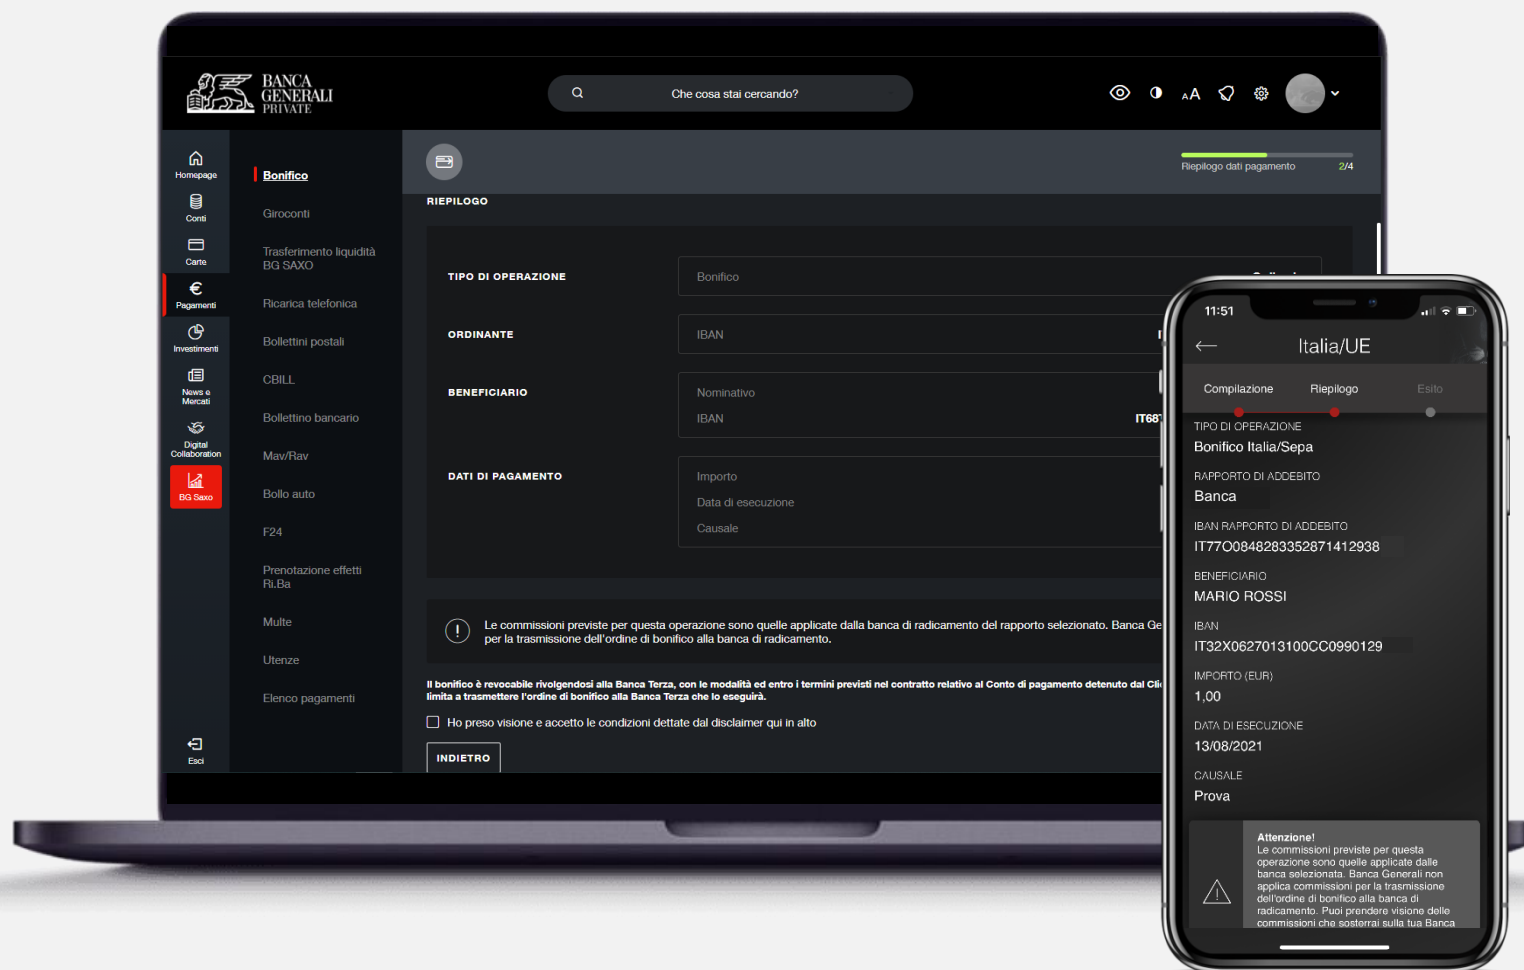 BANCA
GENERALI
PRIVATE
Che cosa stai cercando?
AA
Homepage
Conti
Carte
€
Pagamenti
Investimenti
News e
Mercati
Digital
Collaboration
BG Saxo
Esci
Bonifico
Giroconti
Trasferimento liquidità
BG SAXO
Ricarica telefonica
Bollettini postali
CBILL
Bollettino bancario
Mav/Rav
Bollo auto
F24
Prenotazione effetti
Ri.Ba
Multe
Utenze
Elenco pagamenti
Riepilogo dati pagamento 2/4
RIEPILOGO
TIPO DI OPERAZIONE Bonifico
ORDINANTE IBAN
BENEFICIARIO Nominativo
IBAN IT68
DATI DI PAGAMENTO Importo
Data di esecuzione
Causale
Le commissioni previste per questa operazione sono quelle applicate dalla banca di radicamento del rapporto selezionato. Banca Ge
per la trasmissione dell'ordine di bonifico alla banca di radicamento.
Il bonifico è revocabile rivolgendosi alla Banca Terza, con le modalità ed entro i termini previsti nel contratto relativo al Conto di pagamento detenuto dal Cli
limita a trasmettere l'ordine di bonifico alla Banca Terza che lo eseguirà.
Ho preso visione e accetto le condizioni dettate dal disclaimer qui in alto
INDIETRO
11:51
Italia/UE
Compilazione Riepilogo Esito
TIPO DI OPERAZIONE
Bonifico Italia/Sepa
RAPPORTO DI ADDEBITO
Banca
IBAN RAPPORTO DI ADDEBITO
IT77O0848283352871412938
BENEFICIARIO
MARIO ROSSI
IBAN
IT32X0627013100CC0990129
IMPORTO (EUR)
1,00
DATA DI ESECUZIONE
13/08/2021
CAUSALE
Prova
Attenzione!
Le commissioni previste per questa
operazione sono quelle applicate dalle
banca selezionata. Banca Generali non
applica commissioni per la trasmissione
dell'ordine di bonifico alla banca di
radicamento. Puoi prendere visione delle
commissioni che sosterrai sulla tua Banca